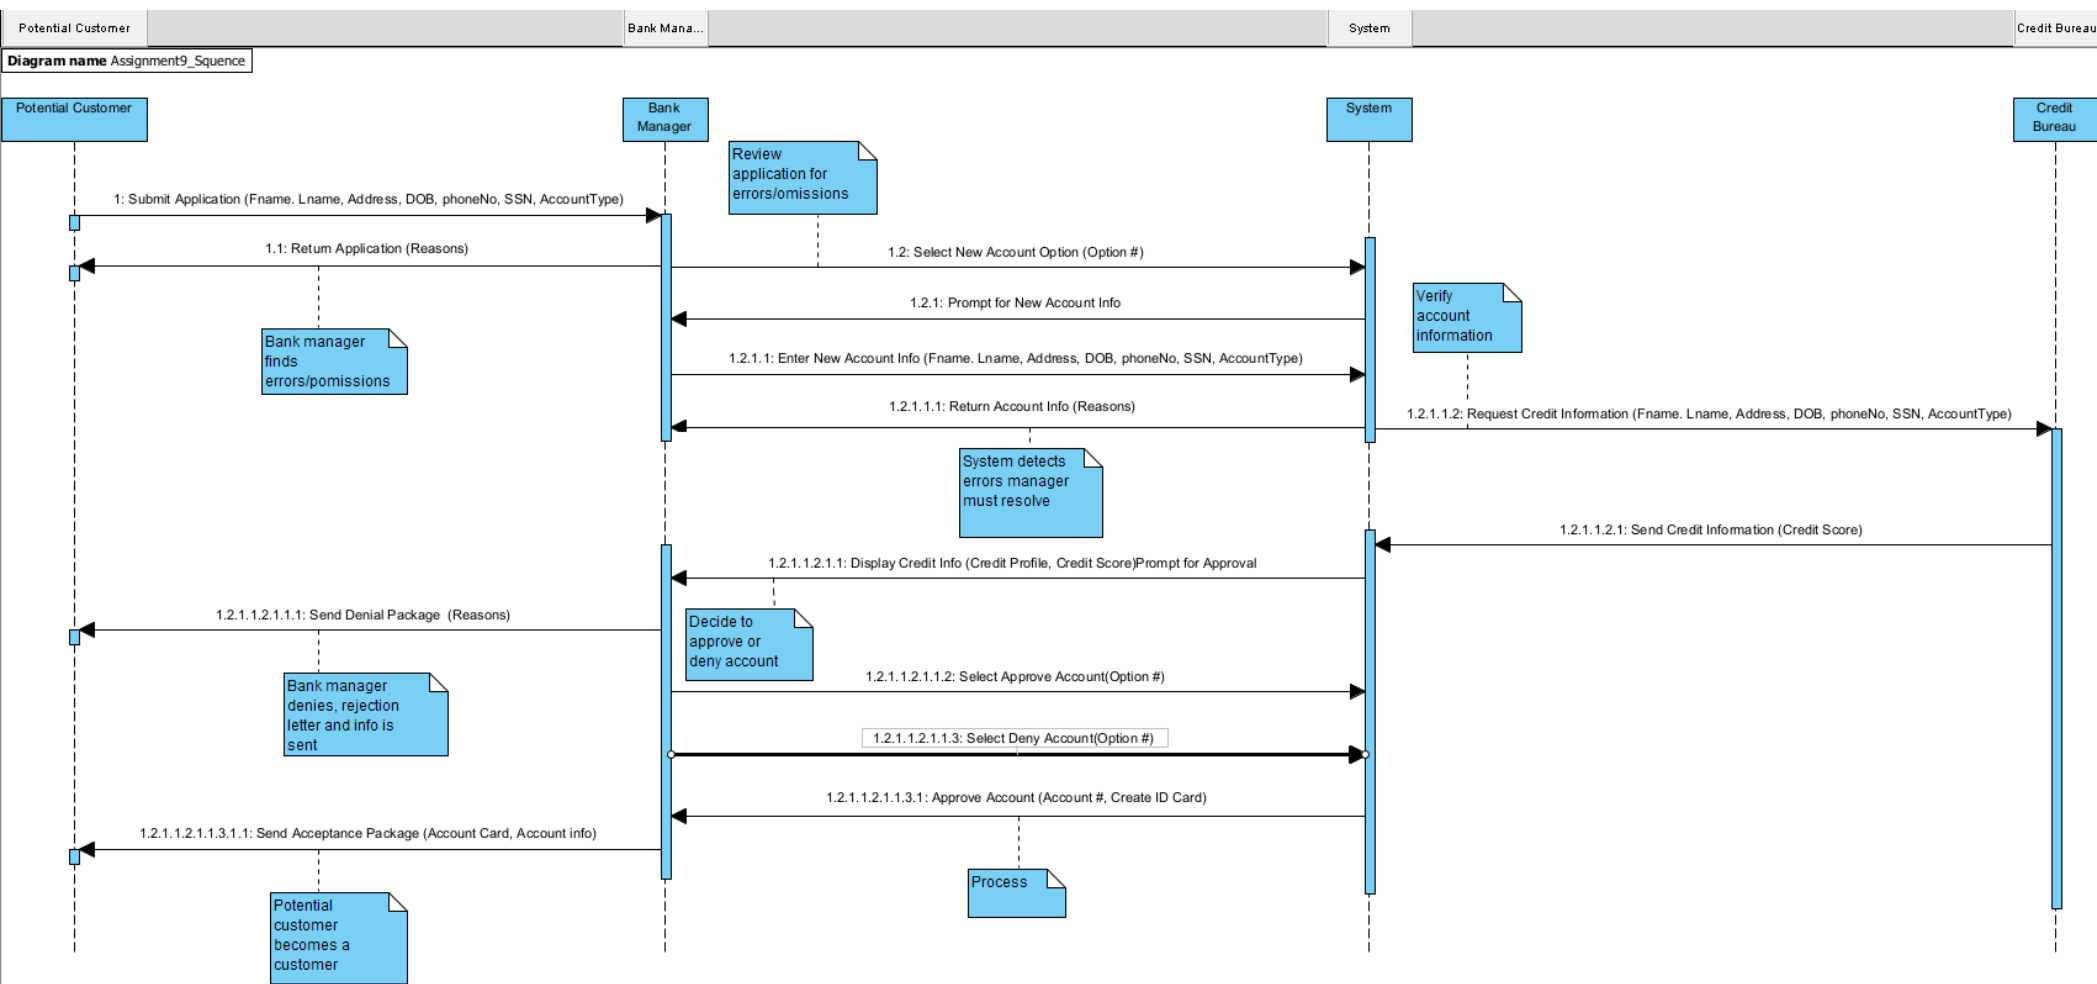 Potential Customer
Bank Mana...
System
Credit Bureau
Diagram name Assignment9_Squence
Potential Customer
Bank
Manager
System
Credit
Bureau
Review
application for
errors/omissions
1: Submit Application (Fname. Lname, Address, DOB, phoneNo, SSN, AccountType)
1.1: Return Application (Reasons)
1.2: Select New Account Option (Option #)
1.2.1: Prompt for New Account Info
Verify
account
information
Bank manager
finds
errors/pomissions
1.2.1.1: Enter New Account Info (Fname. Lname, Address, DOB, phoneNo, SSN, AccountType)
1.2.1.1.1: Return Account Info (Reasons)
1.2.1.1.2: Request Credit Information (Fname. Lname, Address, DOB, phoneNo, SSN, AccountType)
System detects
errors manager
must resolve
1.2.1.1.2.1: Send Credit Information (Credit Score)
1.2.1.1.2.1.1: Display Credit Info (Credit Profile, Credit Score)Prompt for Approval
1.2.1.1.2.1.1.1: Send Denial Package  (Reasons)
Decide to
approve or
deny account
1.2.1.1.2.1.1.2: Select Approve Account(Option #)
Bank manager
denies, rejection
letter and info is
sent
1.2.1.1.2.1.1.3: Select Deny Account(Option #)
1.2.1.1.2.1.1.3.1: Approve Account (Account #, Create ID Card)
1.2.1.1.2.1.1.3.1.1: Send Acceptance Package (Account Card, Account info)
Process
Potential
customer
becomes a
customer